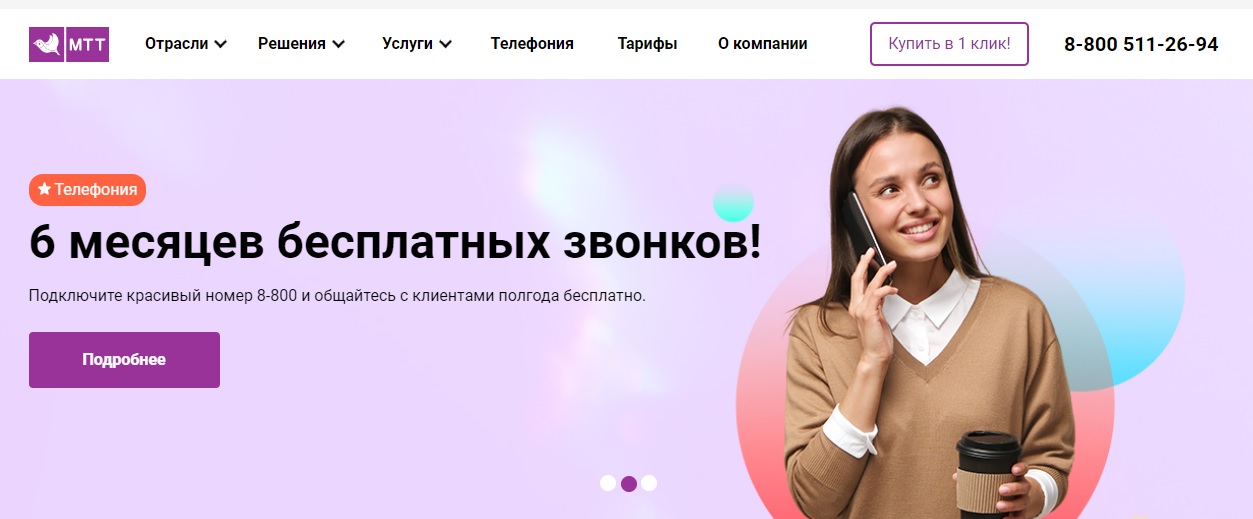 МТТ
Отрасли
Решения
Услуги
Телефония
Тарифы
О компании
Купить в 1 клик!
8-800 511-26-94
Телефония
6 месяцев бесплатных звонков!
Подключите красивый номер 8-800 и общайтесь с клиентами полгода бесплатно.
Подробнее